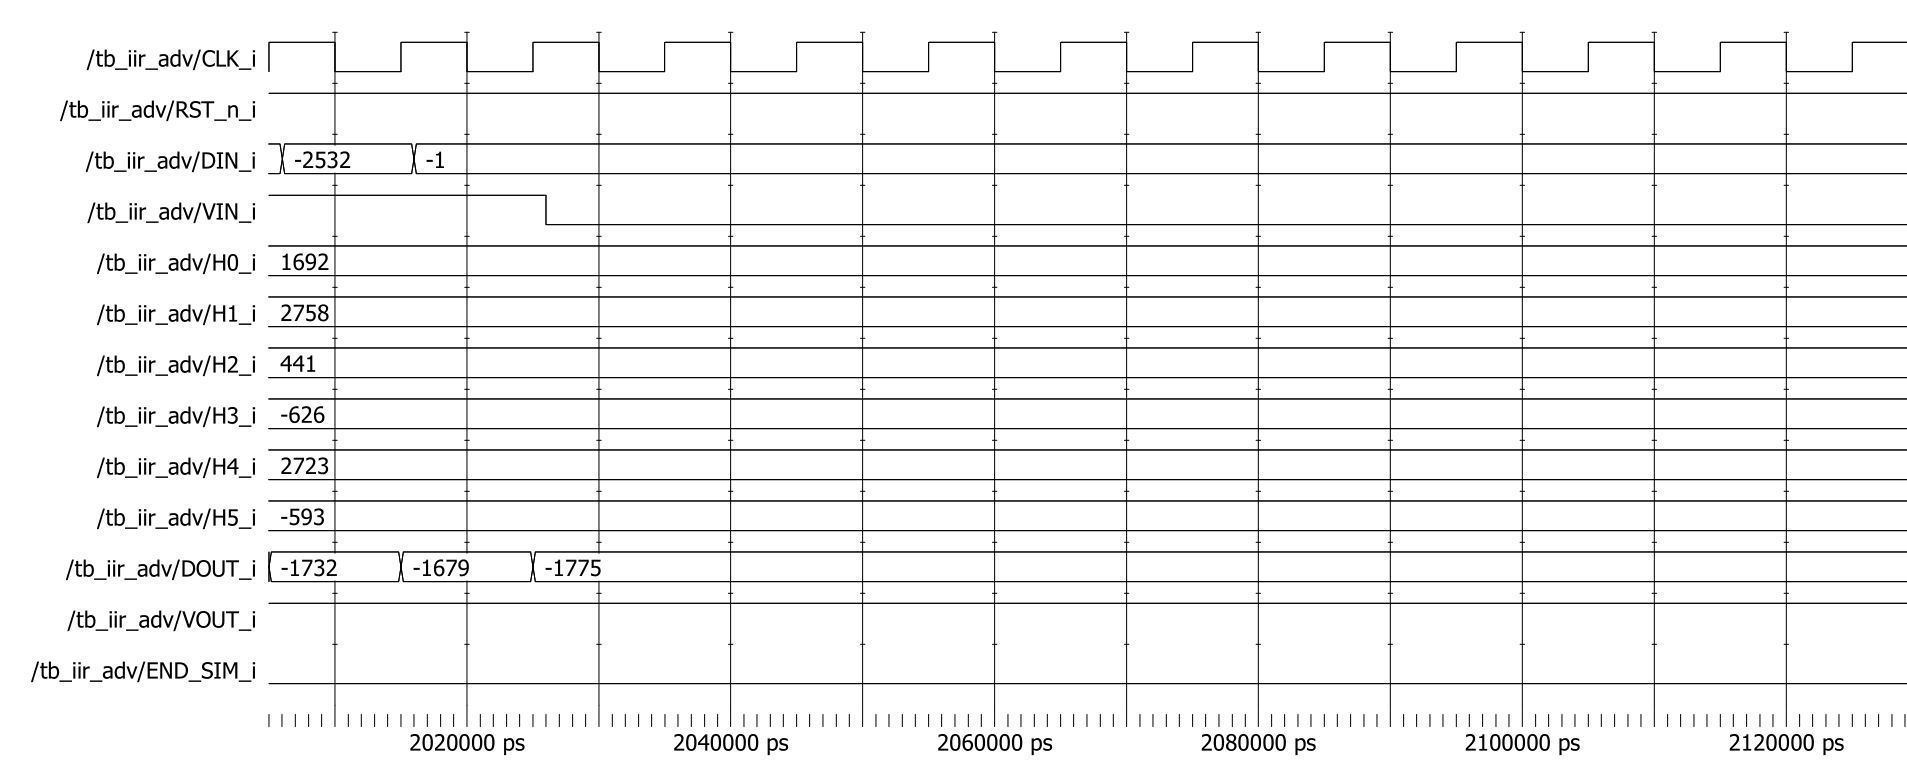 /tb_iir_adv/CLK_i
/tb_iir_adv/RST_n_i
/tb_iir_adv/DIN_i -2532 -1
/tb_iir_adv/VIN_i
/tb_iir_adv/H0_i 1692
/tb_iir_adv/H1_i 2758
/tb_iir_adv/H2_i 441
/tb_iir_adv/H3_i -626
/tb_iir_adv/H4_i 2723
/tb_iir_adv/H5_i -593
/tb_iir_adv/DOUT_i -1732 -1679 -1775
/tb_iir_adv/VOUT_i
/tb_iir_adv/END_SIM_i
2020000 ps 2040000 ps 2060000 ps 2080000 ps 2100000 ps 2120000 ps